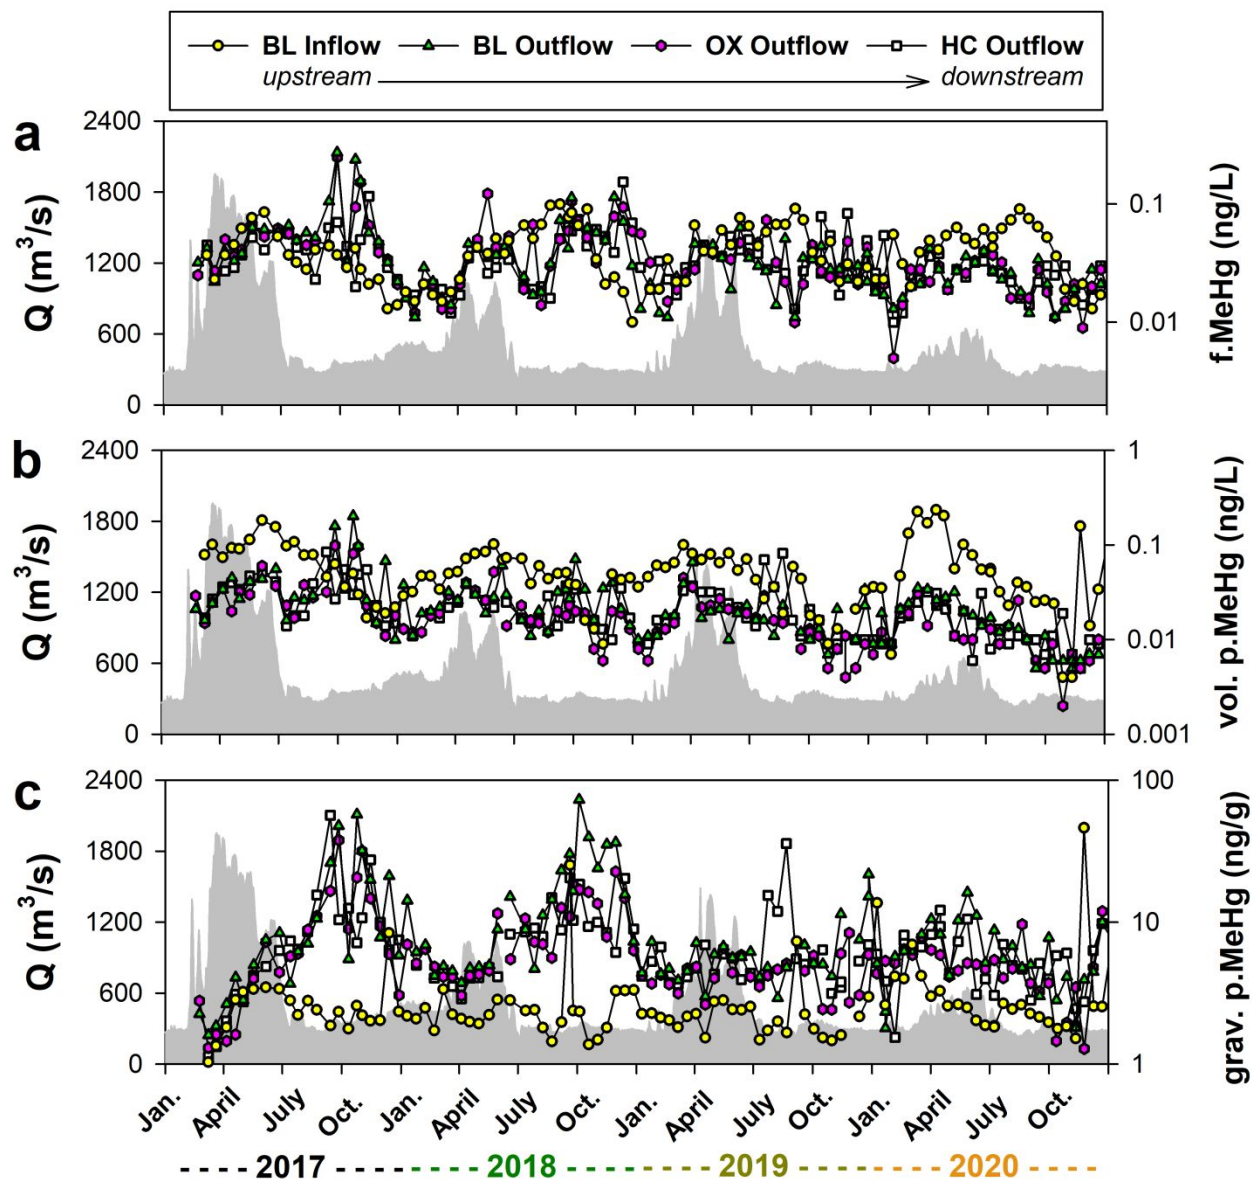 BL Inflow BL Outflow OX Outflow HC Outflow
upstream downstream
a
2400
1800
1200
600
0
Q (m³/s)
0.1
0.01
f.MeHg (ng/L)
b
2400
1800
1200
600
0
Q (m³/s)
1
0.1
0.01
0.001
vol. p.MeHg (ng/L)
c
2400
1800
1200
600
0
Q (m³/s)
100
10
1
grav. p.MeHg (ng/g)
Jan. April July Oct. Jan. April July Oct. Jan. April July Oct. Jan. April July Oct.
2017 2018 2019 2020